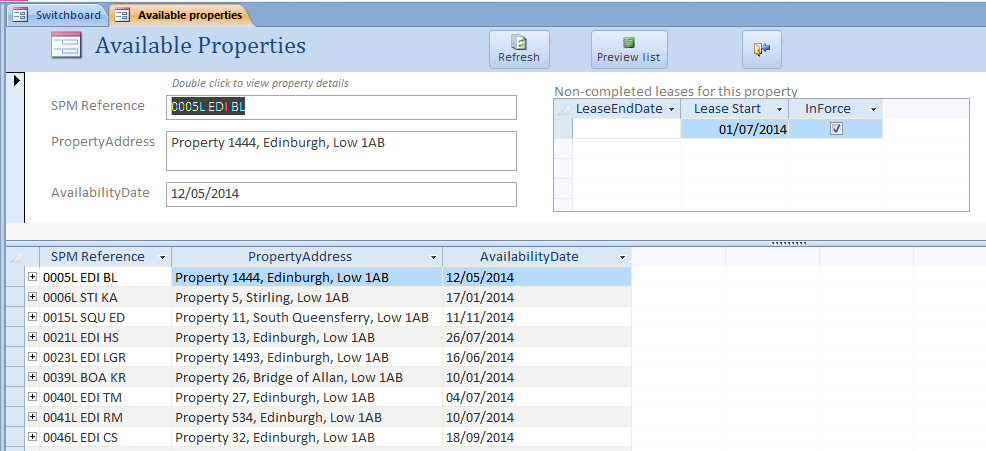 Switchboard Available properties
Available Properties
Refresh Preview list
Double click to view property details
SPM Reference 0005L EDI BL
PropertyAddress Property 1444, Edinburgh, Low 1AB
AvailabilityDate 12/05/2014
Non-completed leases for this property
LeaseEndDate Lease Start InForce
01/07/2014
SPM Reference PropertyAddress AvailabilityDate
0005L EDI BL Property 1444, Edinburgh, Low 1AB 12/05/2014
0006L STI KA Property 5, Stirling, Low 1AB 17/01/2014
0015L SQU ED Property 11, South Queensferry, Low 1AB 11/11/2014
0021L EDI HS Property 13, Edinburgh, Low 1AB 26/07/2014
0023L EDI LGR Property 1493, Edinburgh, Low 1AB 16/06/2014
0039L BOA KR Property 26, Bridge of Allan, Low 1AB 10/01/2014
0040L EDI TM Property 27, Edinburgh, Low 1AB 04/07/2014
0041L EDI RM Property 534, Edinburgh, Low 1AB 10/07/2014
0046L EDI CS Property 32, Edinburgh, Low 1AB 18/09/2014